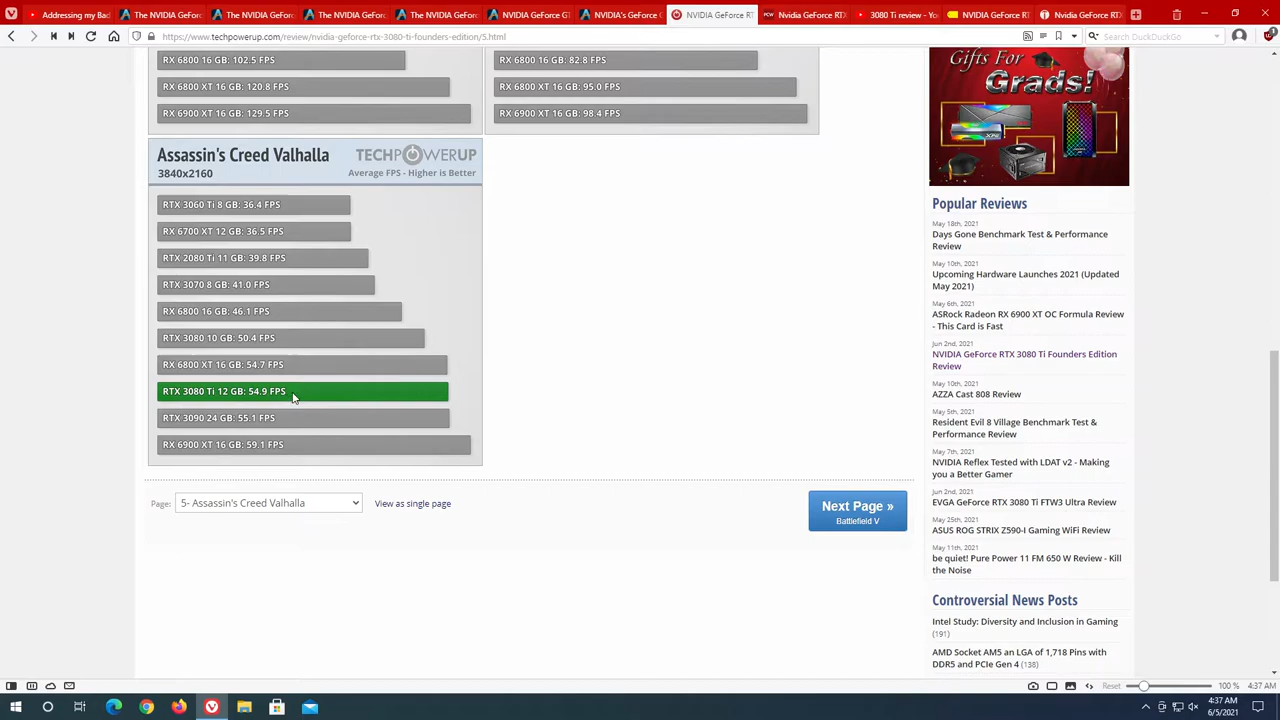 Addressing my Bad
The NVIDIA GeForc
The NVIDIA GeForc
The NVIDIA GeForc
The NVIDIA GeForc
NVIDIA GeForce GT
NVIDIA's GeForce C
NVIDIA GeForce RT
Nvidia GeForce RTX
3080 Ti review - Yo
NVIDIA GeForce RTX
Nvidia GeForce RTX
https://www.techpowerup.com/review/nvidia-geforce-rtx-3080-ti-founders-edition/5.html
Search DuckDuckGo
RX 6800 16 GB: 102.5 FPS
RX 6800 XT 16 GB: 120.8 FPS
RX 6900 XT 16 GB: 129.5 FPS
RX 6800 16 GB: 82.8 FPS
RX 6800 XT 16 GB: 95.0 FPS
RX 6900 XT 16 GB: 98.4 FPS
Assassin's Creed Valhalla
TECHPOWERUP
3840x2160
Average FPS - Higher is Better
RTX 3060 Ti 8 GB: 36.4 FPS
RX 6700 XT 12 GB: 36.5 FPS
RTX 2080 Ti 11 GB: 39.8 FPS
RTX 3070 8 GB: 41.0 FPS
RX 6800 16 GB: 46.1 FPS
RTX 3080 10 GB: 50.4 FPS
RX 6800 XT 16 GB: 54.7 FPS
RTX 3080 Ti 12 GB: 54.9 FPS
RTX 3090 24 GB: 55.1 FPS
RX 6900 XT 16 GB: 59.1 FPS
Page:
5- Assassin's Creed Valhalla
View as single page
Next Page »
Battlefield V
Gifts For
Grads!
Popular Reviews
May 18th, 2021
Days Gone Benchmark Test & Performance
Review
May 10th, 2021
Upcoming Hardware Launches 2021 (Updated
May 2021)
May 6th, 2021
ASRock Radeon RX 6900 XT OC Formula Review
- This Card is Fast
Jun 2nd, 2021
NVIDIA GeForce RTX 3080 Ti Founders Edition
Review
May 10th, 2021
AZZA Cast 808 Review
May 5th, 2021
Resident Evil 8 Village Benchmark Test &
Performance Review
May 7th, 2021
NVIDIA Reflex Tested with LDAT v2 - Making
you a Better Gamer
Jun 2nd, 2021
EVGA GeForce RTX 3080 Ti FTW3 Ultra Review
May 25th, 2021
ASUS ROG STRIX Z590-I Gaming WiFi Review
May 11th, 2021
be quiet! Pure Power 11 FM 650 W Review - Kill
the Noise
Controversial News Posts
Intel Study: Diversity and Inclusion in Gaming
(191)
AMD Socket AM5 an LGA of 1,718 Pins with
DDR5 and PCIe Gen 4 (138)
Reset
100 %
4:37 AM
4:37 AM
6/5/2021